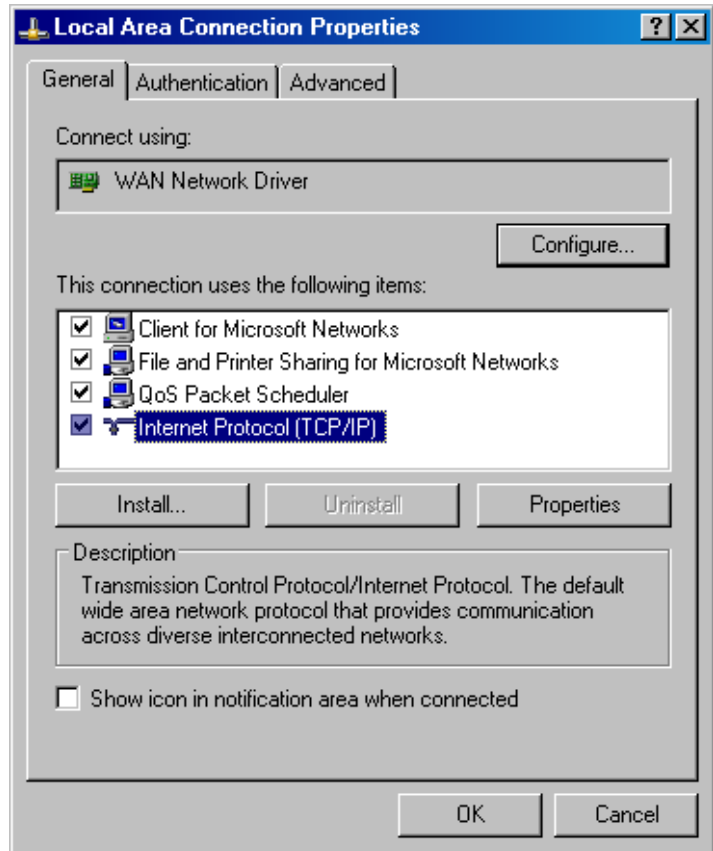 Local Area Connection Properties
General Authentication Advanced
Connect using:
WAN Network Driver
Configure...
This connection uses the following items:
Client for Microsoft Networks
File and Printer Sharing for Microsoft Networks
QoS Packet Scheduler
Internet Protocol (TCP/IP)
Install... Uninstall Properties
Description
Transmission Control Protocol/Internet Protocol. The default
wide area network protocol that provides communication
across diverse interconnected networks.
Show icon in notification area when connected
OK Cancel